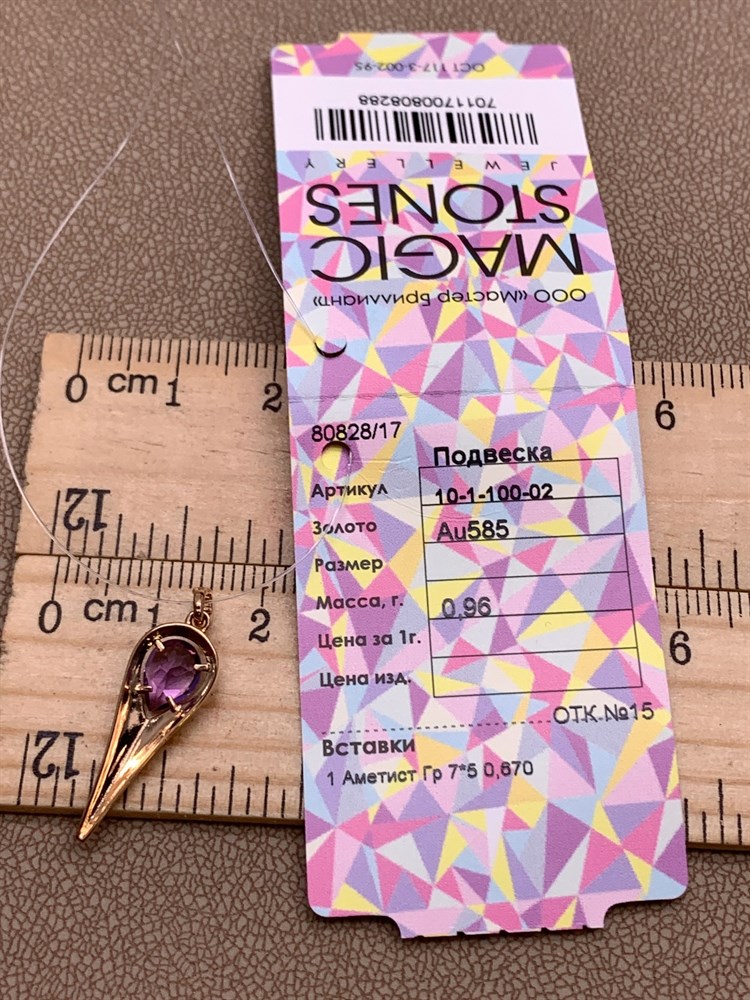 ОСТ 117-3-002-95
7011700808288
JEWELLERY
MAGIC
STONES
ООО «Мастер Бриллиант»
80828/17
Подвеска
Артикул 10-1-100-02
Золото Au585
Размер
Масса, г. 0,96
Цена за 1г.
Цена изд.
ОТК №15
Вставки
1 Аметист Гр 7*5 0,670
0 cm 1 2 6
12
0 cm 1 2 6
12